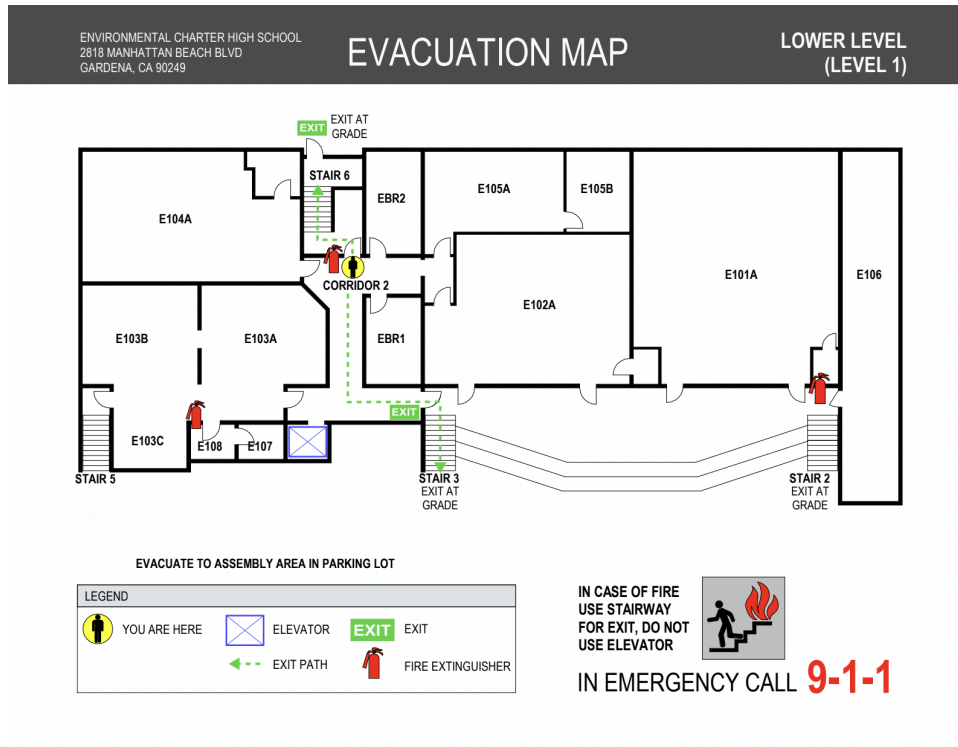 ENVIRONMENTAL CHARTER HIGH SCHOOL
2818 MANHATTAN BEACH BLVD
GARDENA, CA 90249
EVACUATION MAP
LOWER LEVEL
(LEVEL 1)
EXIT
EXIT AT
GRADE
STAIR 6
E104A
EBR2
E105A
E105B
E101A
E106
CORRIDOR 2
E102A
E103B
E103A
EBR1
EXIT
E103C
E108
E107
STAIR 5
STAIR 3
EXIT AT
GRADE
STAIR 2
EXIT AT
GRADE
EVACUATE TO ASSEMBLY AREA IN PARKING LOT
LEGEND
YOU ARE HERE
ELEVATOR
EXIT
EXIT
EXIT PATH
FIRE EXTINGUISHER
IN CASE OF FIRE
USE STAIRWAY
FOR EXIT, DO NOT
USE ELEVATOR
IN EMERGENCY CALL 9-1-1